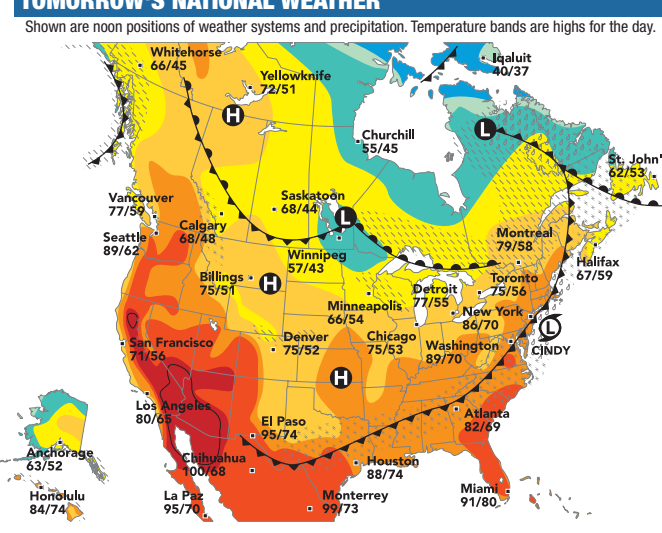 TOMORROW'S NATIONAL WEATHER
Shown are noon positions of weather systems and precipitation. Temperature bands are highs for the day.
Whitehorse
66/45
Iqaluit
40/37
Yellowknife
72/51
H
L
Churchill
55/45
St. John'
62/53
Vancouver
77/59
Saskatoon
68/44
L
Calgary
68/48
Seattle
89/62
Montreal
79/58
Winnipeg
57/43
Halifax
67/59
Billings
75/51
H
Toronto
75/56
Detroit
77/55
Minneapolis
66/54
New York
86/70
L
CINDY
San Francisco
71/56
Denver
75/52
Chicago
75/53
Washington
89/70
H
Los Angeles
80/65
El Paso
95/74
Atlanta
82/69
Anchorage
63/52
Chihuahua
100/68
Houston
88/74
Honolulu
84/74
La Paz
95/70
Monterrey
99/73
Miami
91/80